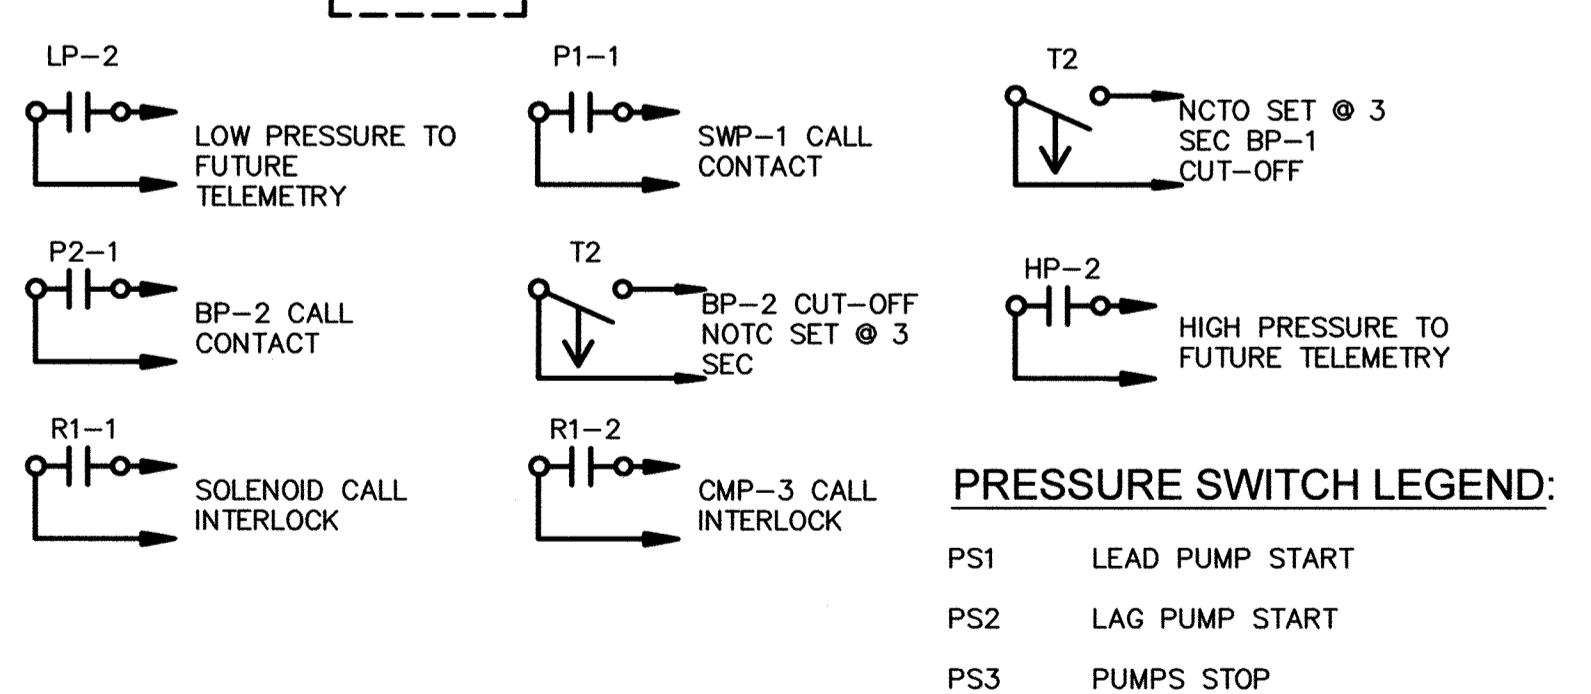 LP-2
LOW PRESSURE TO
FUTURE
TELEMETRY
P1-1
SWP-1 CALL
CONTACT
T2
NCTO SET @ 3
SEC BP-1
CUT-OFF
P2-1
BP-2 CALL
CONTACT
T2
BP-2 CUT-OFF
NOTC SET @ 3
SEC
HP-2
HIGH PRESSURE TO
FUTURE TELEMETRY
R1-1
SOLENOID CALL
INTERLOCK
R1-2
CMP-3 CALL
INTERLOCK
PRESSURE SWITCH LEGEND:
PS1 LEAD PUMP START
PS2 LAG PUMP START
PS3 PUMPS STOP